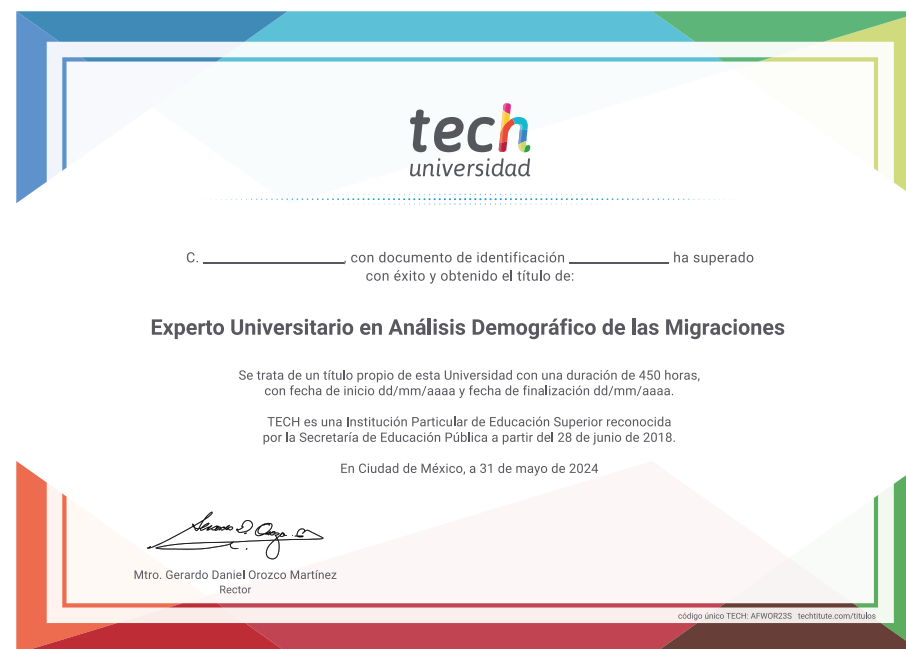 tech
universidad
C. ____________, con documento de identificación ____________ ha superado
con éxito y obtenido el título de:
Experto Universitario en Análisis Demográfico de las Migraciones
Se trata de un título propio de esta Universidad con una duración de 450 horas,
con fecha de inicio dd/mm/aaaa y fecha de finalización dd/mm/aaaa.
TECH es una Institución Particular de Educación Superior reconocida
por la Secretaría de Educación Pública a partir del 28 de junio de 2018.
En Ciudad de México, a 31 de mayo de 2024
Mtro. Gerardo Daniel Orozco Martínez
Rector
código único TECH: AFWOR23S techtitute.com/titulos